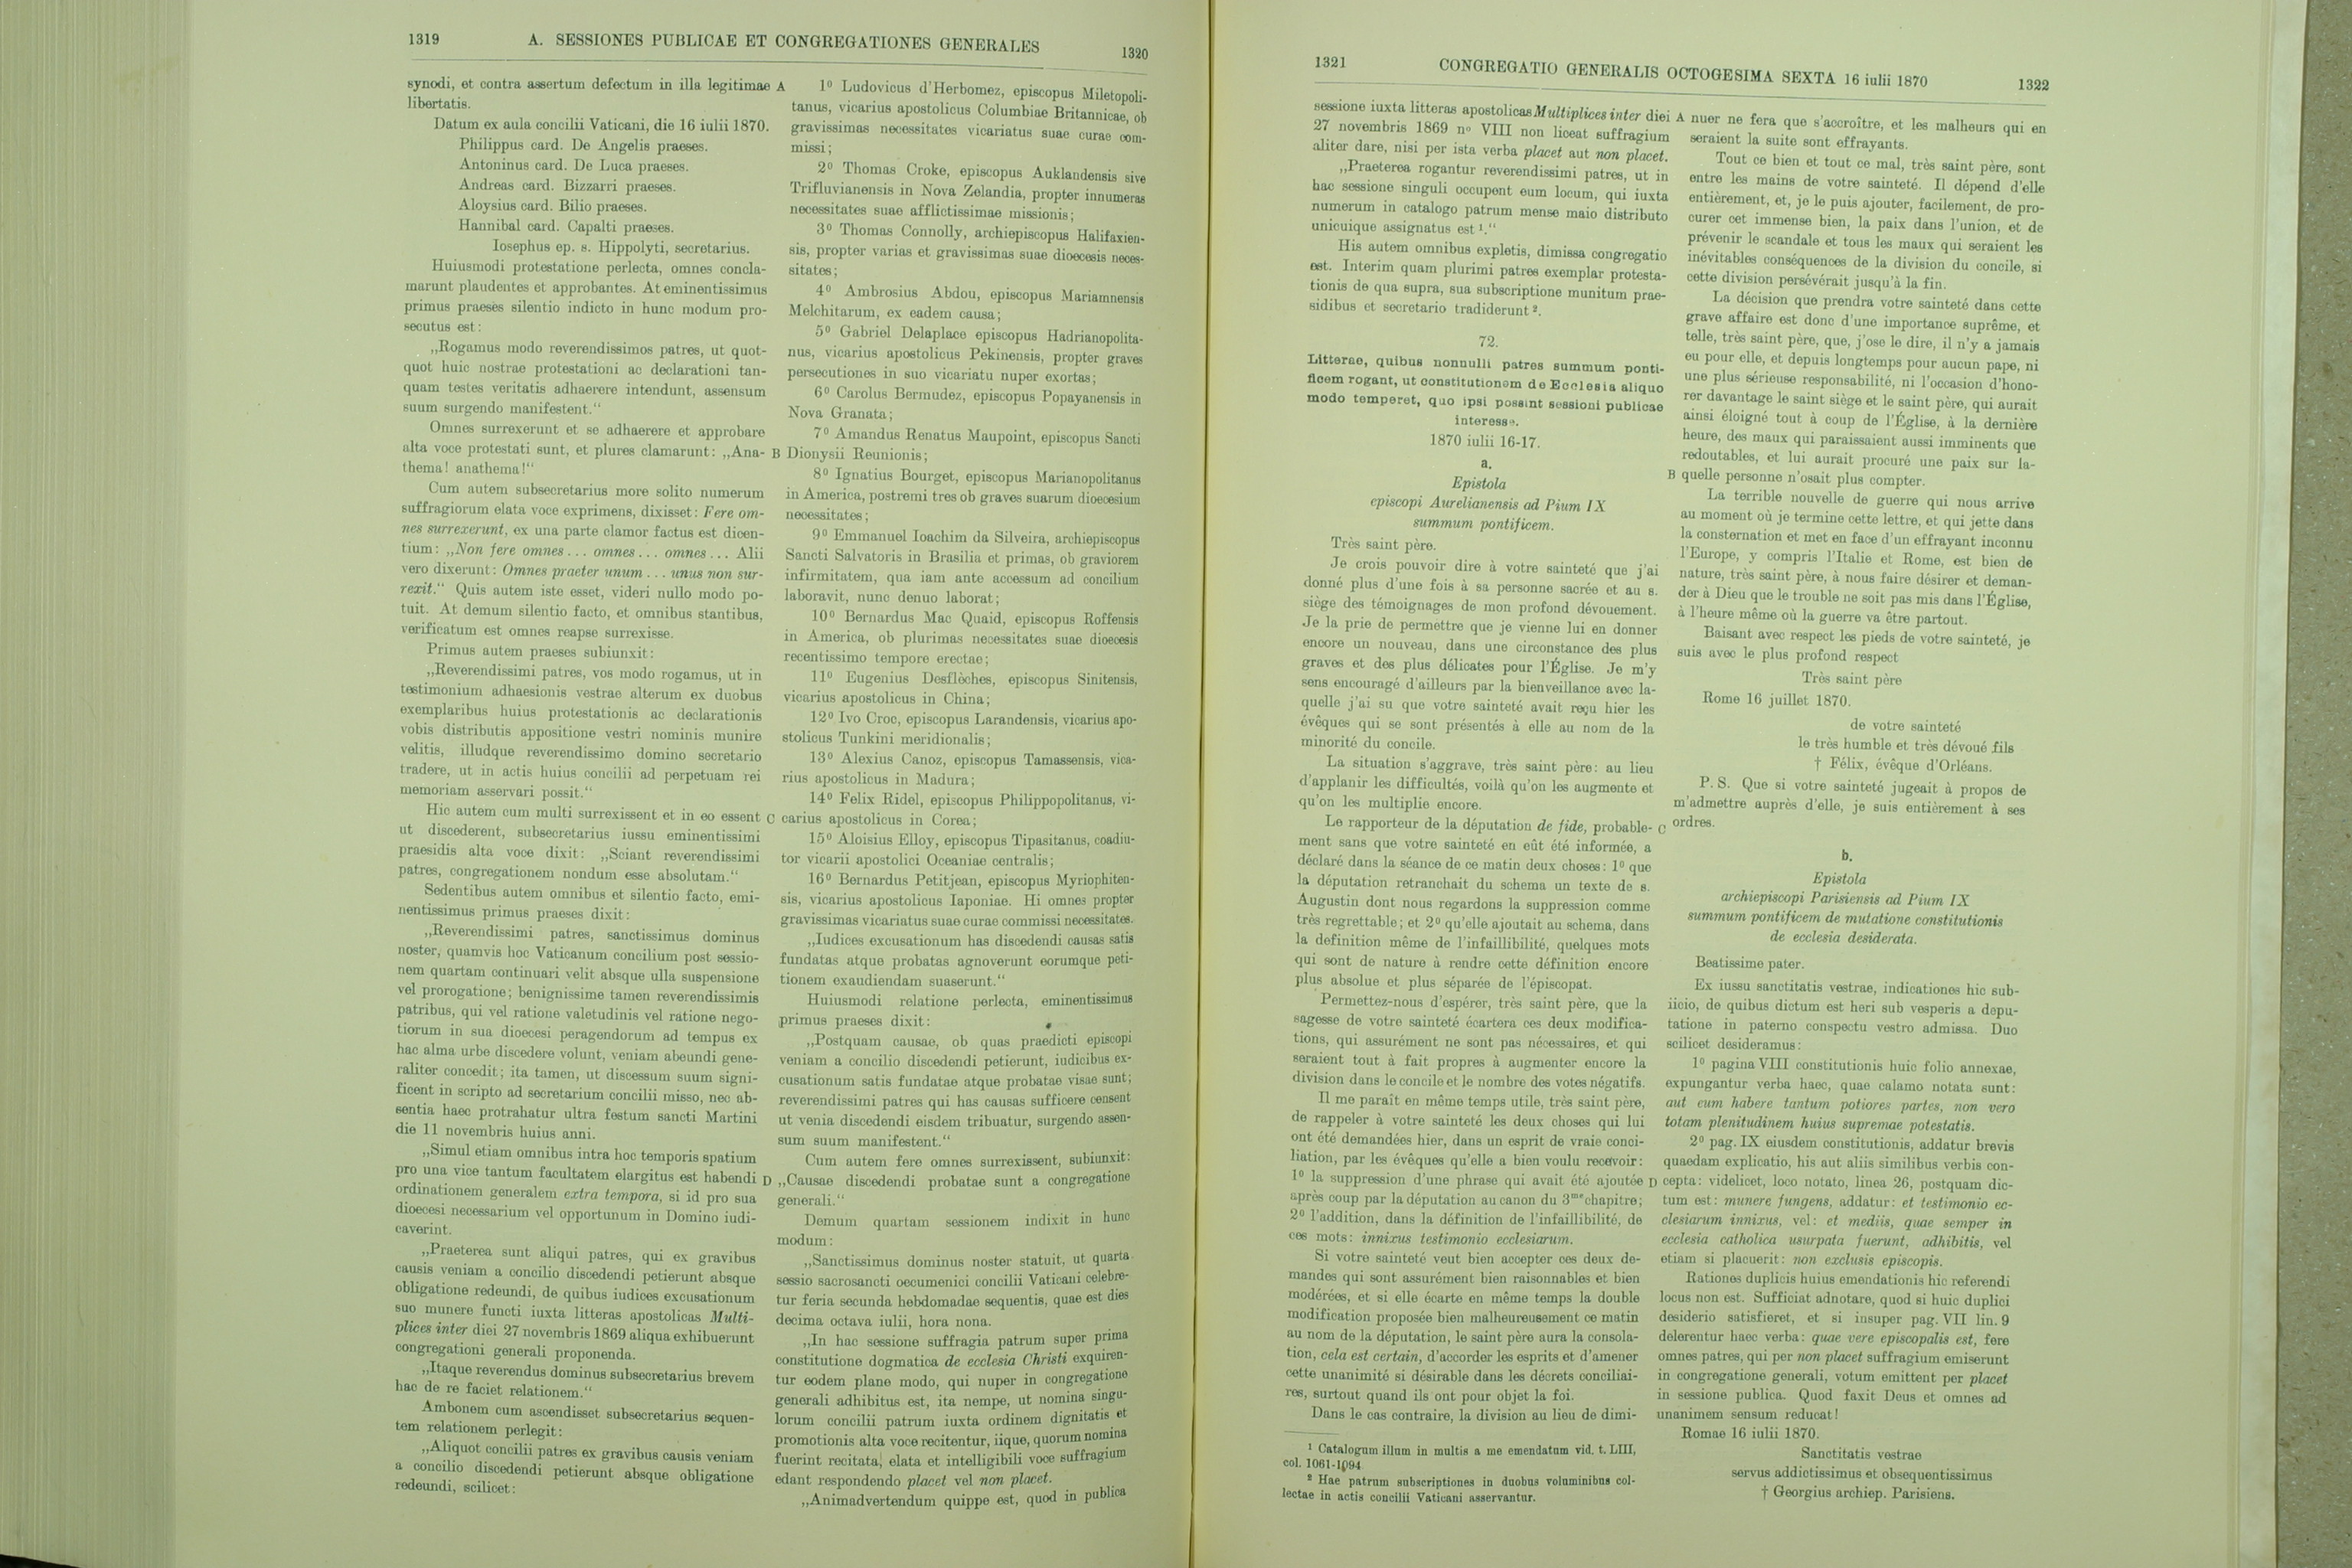 1319
A. SESSIONES PUBLICAE ET CONGREGATIONES GENERALES
1320
synodi, et contra assertum defectum in illa legitimae A
libertatis.
Datum ex aula concilii Vaticani, die 16 iulii 1870.
Philippus card. De Angelis praeses.
Antoninus card. De Luca praeses.
Andreas card. Bizzarri praeses.
Aloysius card. Bilio praeses.
Hannibal card. Capalti praeses.
Iosephus ep. s. Hippolyti, secretarius.
Huiusmodi protestatione perlecta, omnes concla-
marunt plaudentes et approbantes. At eminentissimus
primus praeses silentio indicto in hunc modum pro-
secutus est:
„Rogamus modo reverendissimos patres, ut quot-
quot huic nostrae protestationi ac declarationi tan-
quam testes veritatis adhaerere intendunt, assensum
suum surgendo manifestent.“
Omnes surrexerunt et se adhaerere et approbare
alta voce protestati sunt, et plures clamarunt: „Ana- B
thema! anathema!“
Cum autem subsecretarius more solito numerum
suffragiorum elata voce exprimens, dixisset: Fere om-
nes surrexerunt, ex una parte clamor factus est dicen-
tium: „Non fere omnes ... omnes ... omnes ... Alii
vero dixerunt: Omnes praeter unum ... unus non sur-
rexit.“ Quis autem iste esset, videri nullo modo po-
tuit. At demum silentio facto, et omnibus stantibus,
verificatum est omnes reapse surrexisse.
Primus autem praeses subiunxit:
„Reverendissimi patres, vos modo rogamus, ut in
testimonium adhaesionis vestrae alterum ex duobus
exemplaribus huius protestationis ac declarationis
vobis distributis appositione vestri nominis munire
velitis, illudque reverendissimo domino secretario
tradere, ut in actis huius concilii ad perpetuam rei
memoriam asservari possit.“
Hic autem cum multi surrexissent et in eo essent C
ut discederent, subsecretarius iussu eminentissimi
praesidis alta voce dixit: „Sciant reverendissimi
patres, congregationem nondum esse absolutam.“
Sedentibus autem omnibus et silentio facto, emi-
nentissimus primus praeses dixit:
„Reverendissimi patres, sanctissimus dominus
noster, quamvis hoc Vaticanum concilium post sessio-
nem quartam continuari velit absque ulla suspensione
vel prorogatione; benignissime tamen reverendissimis
patribus, qui vel ratione valetudinis vel ratione nego-
tiorum in sua dioecesi peragendorum ad tempus ex
hac alma urbe discedere volunt, veniam abeundi gene-
raliter concedit; ita tamen, ut discessum suum signi-
ficent in scripto ad secretarium concilii misso, nec ab-
sentia haec protrahatur ultra festum sancti Martini
die 11 novembris huius anni.
„Simul etiam omnibus intra hoc temporis spatium
pro una vice tantum facultatem elargitus est habendi D
ordinationem generalem extra tempora, si id pro sua
dioecesi necessarium vel opportunum in Domino iudi-
caverint.
„Praeterea sunt aliqui patres, qui ex gravibus
causis veniam a concilio discedendi petierunt absque
obligatione redeundi, de quibus iudices excusationum
suo munere functi iuxta litteras apostolicas Multi-
plices inter diei 27 novembris 1869 aliqua exhibuerunt
congregationi generali proponenda.
„Itaque reverendus dominus subsecretarius brevem
hac de re faciet relationem.“
Ambonem cum ascendisset subsecretarius sequen-
tem relationem perlegit:
„Aliquot concilii patres ex gravibus causis veniam
a concilio discedendi petierunt absque obligatione
redeundi, scilicet:
1º Ludovicus d'Herbomez, episcopus Miletopoli-
tanus, vicarius apostolicus Columbiae Britannicae, ob
gravissimas necessitates vicariatus suae curae com-
missi;
2º Thomas Croke, episcopus Auklandensis sive
Trifluvianensis in Nova Zelandia, propter innumeras
necessitates suae afflictissimae missionis;
3º Thomas Connolly, archiepiscopus Halifaxien-
sis, propter varias et gravissimas suae dioecesis neces-
sitates;
4º Ambrosius Abdou, episcopus Mariamnensis
Melchitarum, ex eadem causa;
5º Gabriel Delaplace episcopus Hadrianopolita-
nus, vicarius apostolicus Pekinensis, propter graves
persecutiones in suo vicariatu nuper exortas;
6º Carolus Bermudez, episcopus Popayanensis in
Nova Granata;
7º Amandus Renatus Maupoint, episcopus Sancti
Dionysii Reunionis;
8º Ignatius Bourget, episcopus Marianopolitanus
in America, postremi tres ob graves suarum dioecesium
necessitates;
9º Emmanuel Ioachim da Silveira, archiepiscopus
Sancti Salvatoris in Brasilia et primas, ob graviorem
infirmitatem, qua iam ante accessum ad concilium
laboravit, nunc denuo laborat;
10º Bernardus Mac Quaid, episcopus Roffensis
in America, ob plurimas necessitates suae dioecesis
recentissimo tempore erectae;
11º Eugenius Desflèches, episcopus Sinitensis,
vicarius apostolicus in China;
12º Ivo Croc, episcopus Larandensis, vicarius apo-
stolicus Tunkini meridionalis;
13º Alexius Canoz, episcopus Tamassensis, vica-
rius apostolicus in Madura;
14º Felix Ridel, episcopus Philippopolitanus, vi-
carius apostolicus in Corea;
15º Aloisius Elloy, episcopus Tipasitanus, coadiu-
tor vicarii apostolici Oceaniae centralis;
16º Bernardus Petitjean, episcopus Myriophiten-
sis, vicarius apostolicus Iaponiae. Hi omnes propter
gravissimas vicariatus suae curae commissi necessitates.
„Iudices excusationum has discedendi causas satis
fundatas atque probatas agnoverunt eorumque peti-
tionem exaudiendam suaserunt.“
Huiusmodi relatione perlecta, eminentissimus
primus praeses dixit:
„Postquam causae, ob quas praedicti episcopi
veniam a concilio discedendi petierunt, iudicibus ex-
cusationum satis fundatae atque probatae visae sunt;
reverendissimi patres qui has causas sufficere censent
ut venia discedendi eisdem tribuatur, surgendo assen-
sum suum manifestent.“
Cum autem fere omnes surrexissent, subiunxit:
„Causae discedendi probatae sunt a congregatione
generali.“
Demum quartam sessionem indixit in hunc
modum:
„Sanctissimus dominus noster statuit, ut quarta
sessio sacrosancti oecumenici concilii Vaticani celebre-
tur feria secunda hebdomadae sequentis, quae est dies
decima octava iulii, hora nona.
„In hac sessione suffragia patrum super prima
constitutione dogmatica de ecclesia Christi exquiren-
tur eodem plane modo, qui nuper in congregatione
generali adhibitus est, ita nempe, ut nomina singu-
lorum concilii patrum iuxta ordinem dignitatis et
promotionis alta voce recitentur, iique, quorum nomina
fuerint recitata, elata et intelligibili voce suffragium
edant respondendo placet vel non placet.
„Animadvertendum quippe est, quod in publica
1321
CONGREGATIO GENERALIS OCTOGESIMA SEXTA 16 iulii 1870
1322
sessione iuxta litteras apostolicas Multiplices inter diei A
27 novembris 1869 nº VIII non liceat suffragium
aliter dare, nisi per ista verba placet aut non placet.
„Praeterea rogantur reverendissimi patres, ut in
hac sessione singuli occupent eum locum, qui iuxta
numerum in catalogo patrum mense maio distributo
unicuique assignatus est ¹.“
His autem omnibus expletis, dimissa congregatio
est. Interim quam plurimi patres exemplar protesta-
tionis de qua supra, sua subscriptione munitum prae-
sidibus et secretario tradiderunt ².
72.
Litterae, quibus nonnulli patres summum ponti-
ficem rogant, ut constitutionem de Ecclesia aliquo
modo temperet, quo ipsi possint sessioni publicae
interesse.
1870 iulii 16-17.
a.
Epistola
episcopi Aurelianensis ad Pium IX
summum pontificem.
Très saint père.
Je crois pouvoir dire à votre sainteté que j'ai
donné plus d'une fois à sa personne sacrée et au s.
siège des témoignages de mon profond dévouement.
Je la prie de permettre que je vienne lui en donner
encore un nouveau, dans une circonstance des plus
graves et des plus délicates pour l'Église. Je m'y
sens encouragé d'ailleurs par la bienveillance avec la-
quelle j'ai su que votre sainteté avait reçu hier les
évêques qui se sont présentés à elle au nom de la
minorité du concile.
La situation s'aggrave, très saint père: au lieu
d'applanir les difficultés, voilà qu'on les augmente et
qu'on les multiplie encore.
Le rapporteur de la députation de fide, probable- C
ment sans que votre sainteté en eût été informée, a
déclaré dans la séance de ce matin deux choses: 1º que
la députation retranchait du schema un texte de s.
Augustin dont nous regardons la suppression comme
très regrettable; et 2º qu'elle ajoutait au schema, dans
la definition même de l'infaillibilité, quelques mots
qui sont de nature à rendre cette définition encore
plus absolue et plus séparée de l'épiscopat.
Permettez-nous d'espérer, très saint père, que la
sagesse de votre sainteté écartera ces deux modifica-
tions, qui assurément ne sont pas nécessaires, et qui
seraient tout à fait propres à augmenter encore la
division dans le concile et le nombre des votes négatifs.
Il me paraît en même temps utile, très saint père,
de rappeler à votre sainteté les deux choses qui lui
ont été demandées hier, dans un esprit de vraie conci-
liation, par les évêques qu'elle a bien voulu recevoir:
1º la suppression d'une phrase qui avait été ajoutée D
après coup par la députation au canon du 3ᵐᵉ chapitre;
2º l'addition, dans la définition de l'infaillibilité, de
ces mots: innixus testimonio ecclesiarum.
Si votre sainteté veut bien accepter ces deux de-
mandes qui sont assurément bien raisonnables et bien
modérées, et si elle écarte en même temps la double
modification proposée bien malheureusement ce matin
au nom de la députation, le saint père aura la consola-
tion, cela est certain, d'accorder les esprits et d'amener
cette unanimité si désirable dans les décrets conciliai-
res, surtout quand ils ont pour objet la foi.
Dans le cas contraire, la division au lieu de dimi-
¹ Catalogum illum in multis a me emendatum vid. t. LIII,
col. 1061-1094
² Hae patrum subscriptiones in duobus voluminibus col-
lectae in actis concilii Vaticani asservantur.
nuer ne fera que s'accroître, et les malheurs qui en
seraient la suite sont effrayants.
Tout ce bien et tout ce mal, très saint père, sont
entre les mains de votre sainteté. Il dépend d'elle
entièrement, et, je le puis ajouter, facilement, de pro-
curer cet immense bien, la paix dans l'union, et de
prévenir le scandale et tous les maux qui seraient les
inévitables conséquences de la division du concile, si
cette division persévérait jusqu'à la fin.
La décision que prendra votre sainteté dans cette
grave affaire est donc d'une importance suprême, et
telle, très saint père, que, j'ose le dire, il n'y a jamais
eu pour elle, et depuis longtemps pour aucun pape, ni
une plus sérieuse responsabilité, ni l'occasion d'hono-
rer davantage le saint siège et le saint père, qui aurait
ainsi éloigné tout à coup de l'Église, à la dernière
heure, des maux qui paraissaient aussi imminents que
redoutables, et lui aurait procuré une paix sur la-
B quelle personne n'osait plus compter.
La terrible nouvelle de guerre qui nous arrive
au moment où je termine cette lettre, et qui jette dans
la consternation et met en face d'un effrayant inconnu
l'Europe, y compris l'Italie et Rome, est bien de
nature, très saint père, à nous faire désirer et deman-
der à Dieu que le trouble ne soit pas mis dans l'Église,
à l'heure même où la guerre va être partout.
Baisant avec respect les pieds de votre sainteté, je
suis avec le plus profond respect
Très saint père
Rome 16 juillet 1870.
de votre sainteté
le très humble et très dévoué fils
† Félix, évêque d'Orléans.
P. S. Que si votre sainteté jugeait à propos de
m'admettre auprès d'elle, je suis entièrement à ses
ordres.
b.
Epistola
archiepiscopi Parisiensis ad Pium IX
summum pontificem de mutatione constitutionis
de ecclesia desiderata.
Beatissime pater.
Ex iussu sanctitatis vestrae, indicationes hic sub-
iicio, de quibus dictum est heri sub vesperis a depu-
tatione in paterno conspectu vestro admissa. Duo
scilicet desideramus:
1º pagina VIII constitutionis huic folio annexae,
expungantur verba haec, quae calamo notata sunt:
aut eum habere tantum potiores partes, non vero
totam plenitudinem huius supremae potestatis.
2º pag. IX eiusdem constitutionis, addatur brevis
quaedam explicatio, his aut aliis similibus verbis con-
cepta: videlicet, loco notato, linea 26, postquam dic-
tum est: munere fungens, addatur: et testimonio ec-
clesiarum innixus, vel: et mediis, quae semper in
ecclesia catholica usurpata fuerunt, adhibitis, vel
etiam si placuerit: non exclusis episcopis.
Rationes duplicis huius emendationis hic referendi
locus non est. Sufficiat adnotare, quod si huic duplici
desiderio satisfieret, et si insuper pag. VII lin. 9
delerentur haec verba: quae vere episcopalis est, fere
omnes patres, qui per non placet suffragium emiserunt
in congregatione generali, votum emittent per placet
in sessione publica. Quod faxit Deus et omnes ad
unanimem sensum reducat!
Romae 16 iulii 1870.
Sanctitatis vestrae
servus addictissimus et obsequentissimus
† Georgius archiep. Parisiens.